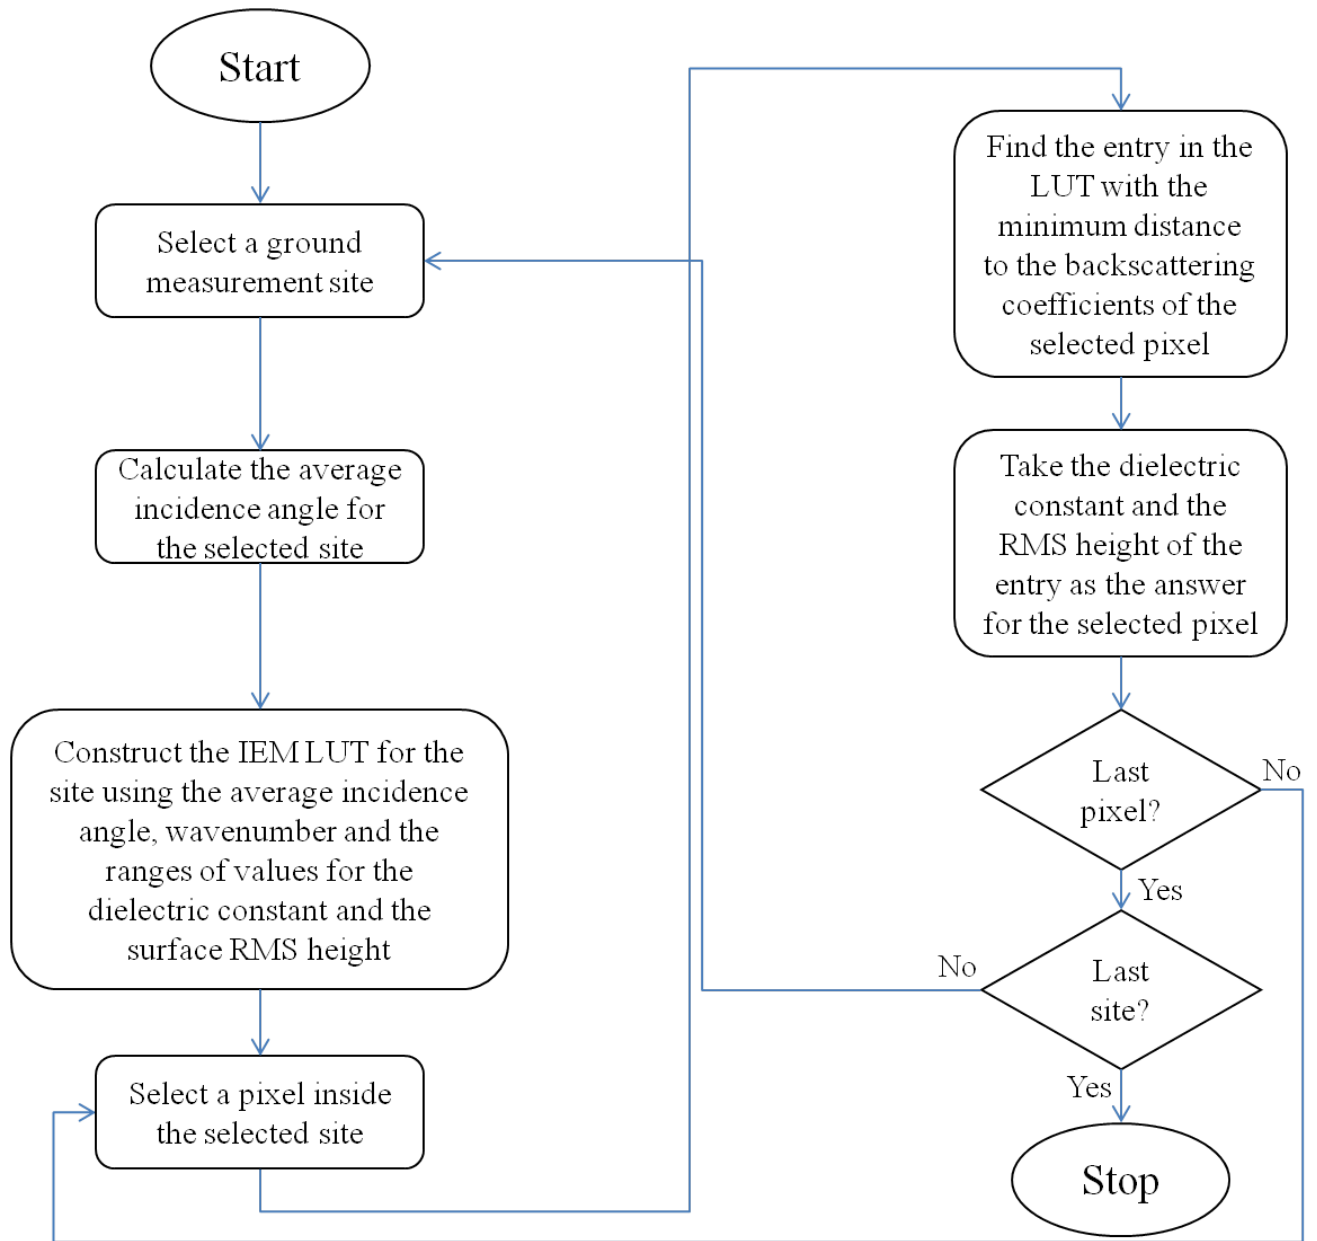 Start
Select a ground
measurement site
Calculate the average
incidence angle for
the selected site
Construct the IEM LUT for the
site using the average incidence
angle, wavenumber and the
ranges of values for the
dielectric constant and the
surface RMS height
Select a pixel inside
the selected site
Find the entry in the
LUT with the
minimum distance
to the backscattering
coefficients of the
selected pixel
Take the dielectric
constant and the
RMS height of the
entry as the answer
for the selected pixel
Last
pixel?
No
Yes
Last
site?
No
Yes
Stop